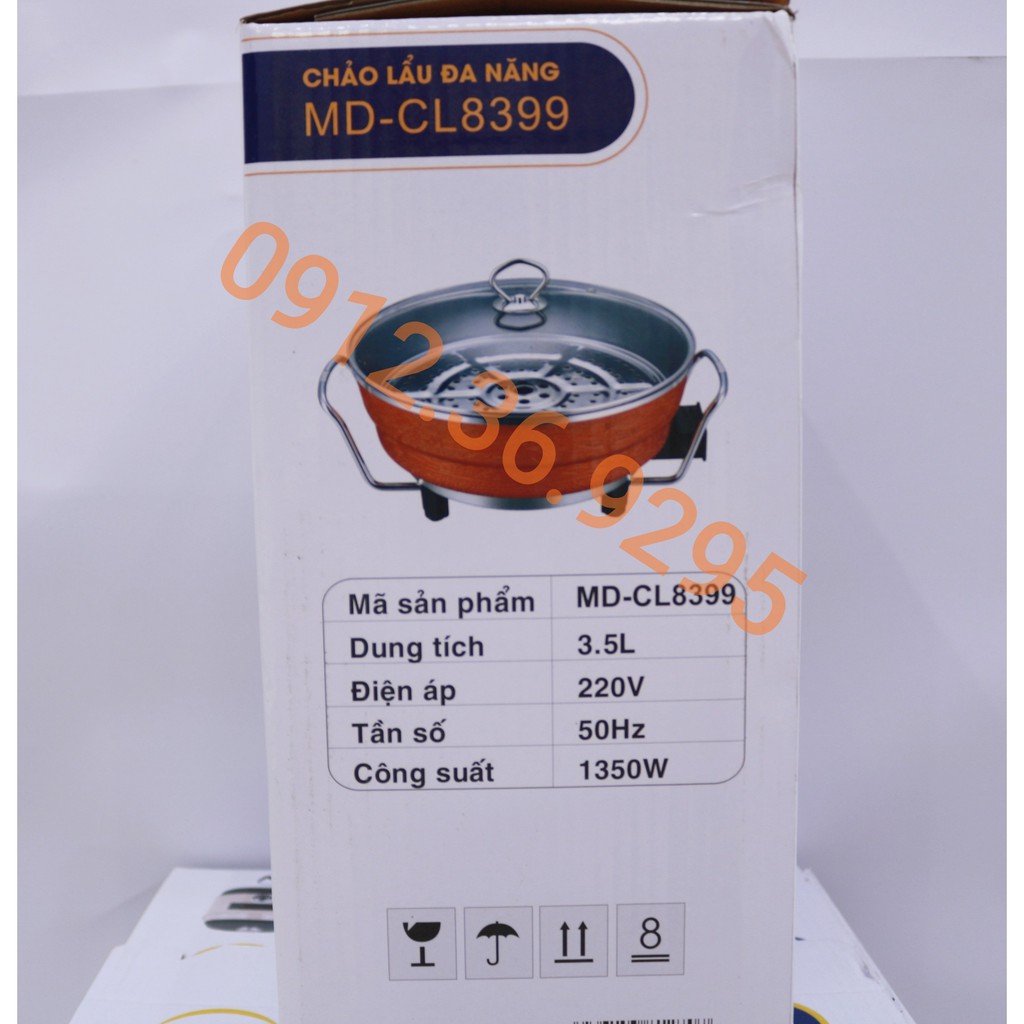 CHẢO LẨU ĐA NĂNG
MD-CL8399
0912.36.9295
Mã sản phẩm MD-CL8399
Dung tích 3.5L
Điện áp 220V
Tần số 50Hz
Công suất 1350W
8